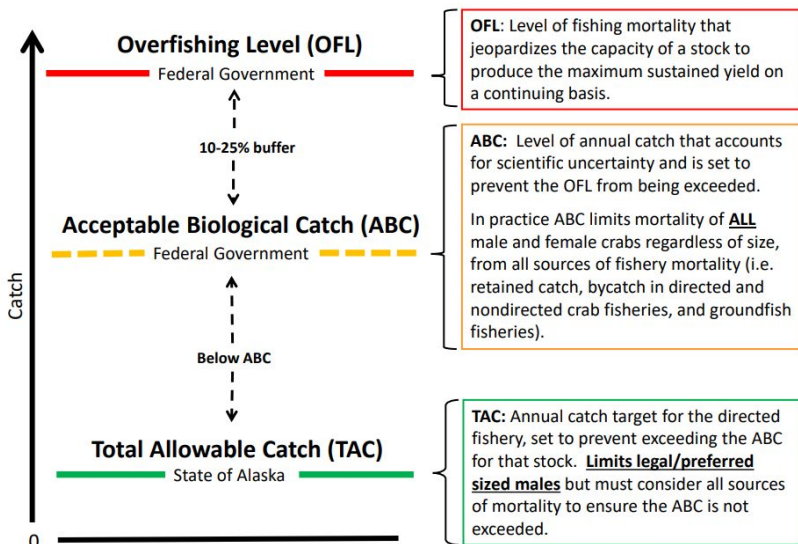 Overfishing Level (OFL)
Federal Government
10-25% buffer
Acceptable Biological Catch (ABC)
Federal Government
Below ABC
Total Allowable Catch (TAC)
State of Alaska
Catch
0
OFL: Level of fishing mortality that
jeopardizes the capacity of a stock to
produce the maximum sustained yield on
a continuing basis.
ABC: Level of annual catch that accounts
for scientific uncertainty and is set to
prevent the OFL from being exceeded.
In practice ABC limits mortality of ALL
male and female crabs regardless of size,
from all sources of fishery mortality (i.e.
retained catch, bycatch in directed and
nondirected crab fisheries, and groundfish
fisheries).
TAC: Annual catch target for the directed
fishery, set to prevent exceeding the ABC
for that stock. Limits legal/preferred
sized males but must consider all sources
of mortality to ensure the ABC is not
exceeded.